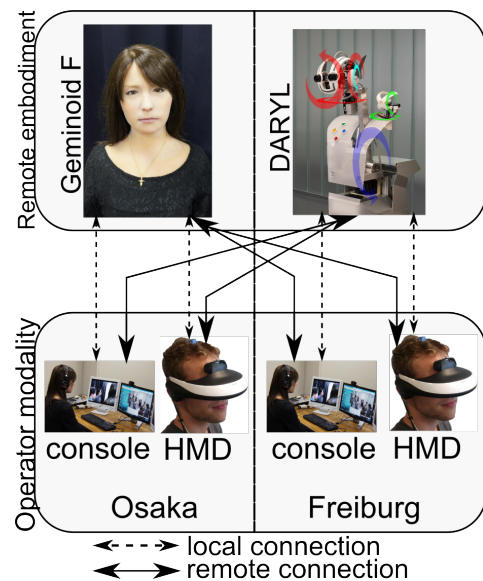 Remote embodiment
Geminoid F
DARYL
Operator modality
console
HMD
console
HMD
Osaka
Freiburg
local connection
remote connection